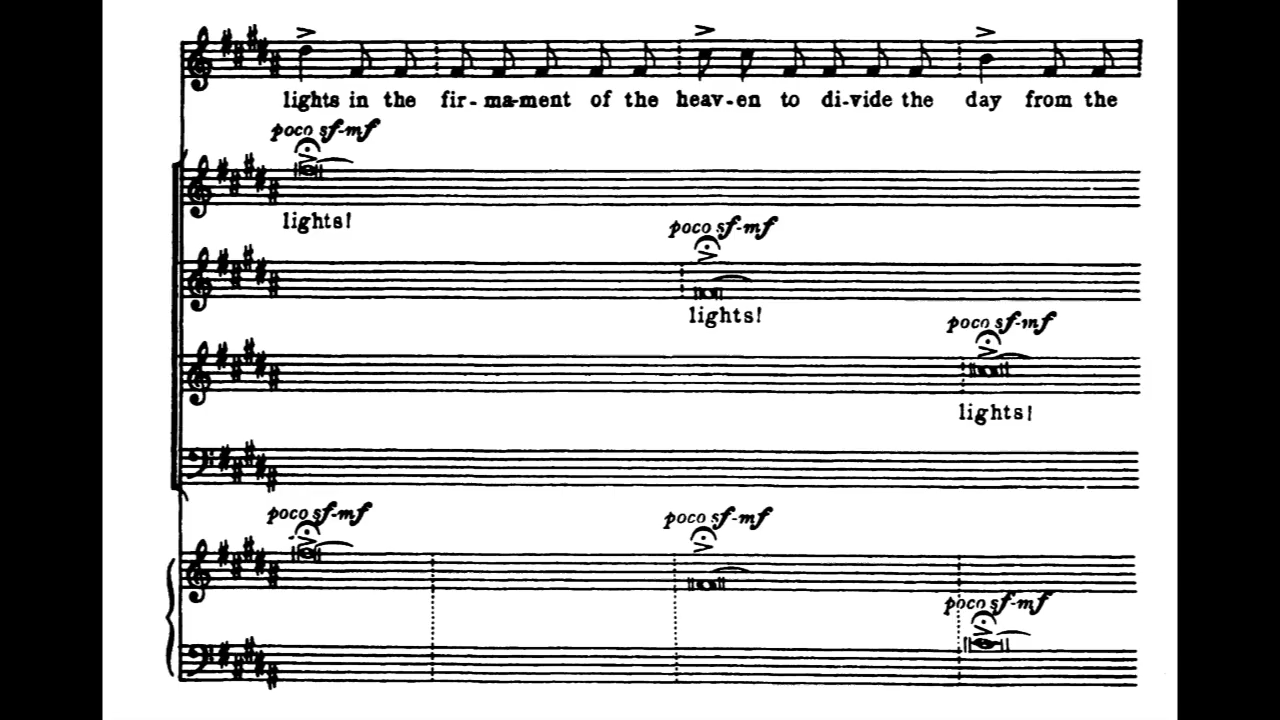 lights in the fir-ma-ment of the heav-en to di-vide the day from the
poco sf-mf
lights!
poco sf-mf
lights!
poco sf-mf
lights!
poco sf-mf
poco sf-mf
poco sf-mf